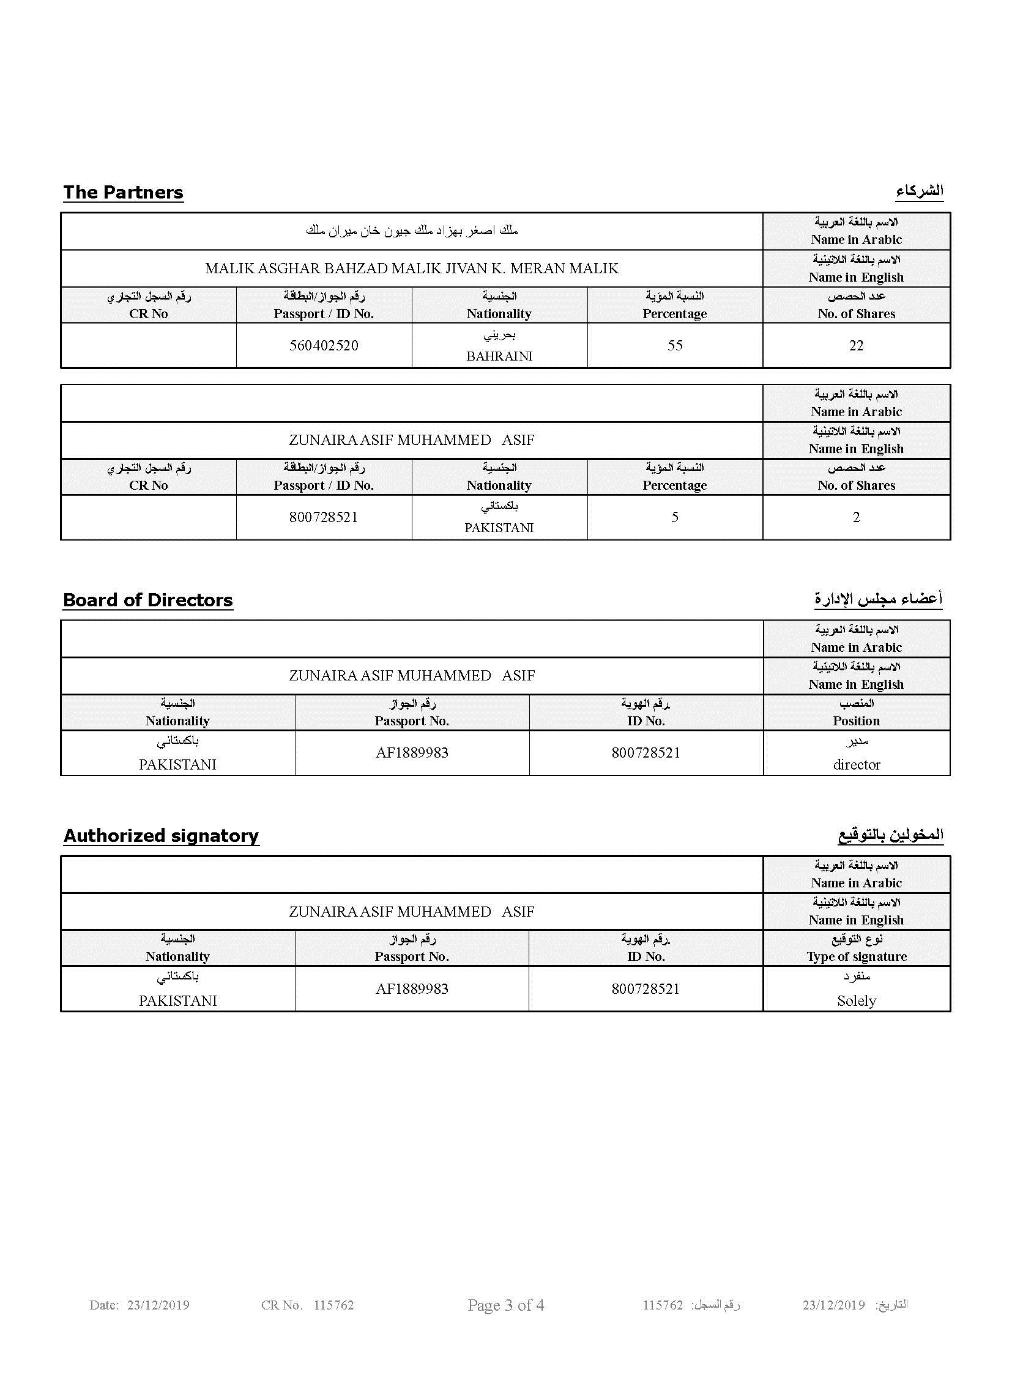 The Partners
الشركاء
ملك اصغر بهزاد ملك جيون خان ميران ملك
الاسم باللغة العربية
Name in Arabic
MALIK ASGHAR BAHZAD MALIK JIVAN K. MERAN MALIK
الاسم باللغة اللاتينية
Name in English
رقم السجل التجاري
CR No
رقم الجواز/البطاقة
Passport / ID No.
الجنسية
Nationality
النسبة المؤية
Percentage
عدد الحصص
No. of Shares
560402520
بحريني
BAHRAINI
55
22
الاسم باللغة العربية
Name in Arabic
ZUNAIRA ASIF MUHAMMED ASIF
الاسم باللغة اللاتينية
Name in English
رقم السجل التجاري
CR No
رقم الجواز/البطاقة
Passport / ID No.
الجنسية
Nationality
النسبة المؤية
Percentage
عدد الحصص
No. of Shares
800728521
باكستاني
PAKISTANI
5
2
Board of Directors
أعضاء مجلس الإدارة
الاسم باللغة العربية
Name in Arabic
ZUNAIRA ASIF MUHAMMED ASIF
الاسم باللغة اللاتينية
Name in English
الجنسية
Nationality
رقم الجواز
Passport No.
رقم الهوية.
ID No.
المنصب
Position
باكستاني
PAKISTANI
AF1889983
800728521
مدير
director
Authorized signatory
المخولين بالتوقيع
الاسم باللغة العربية
Name in Arabic
ZUNAIRA ASIF MUHAMMED ASIF
الاسم باللغة اللاتينية
Name in English
الجنسية
Nationality
رقم الجواز
Passport No.
رقم الهوية.
ID No.
نوع التوقيع
Type of signature
باكستاني
PAKISTANI
AF1889983
800728521
منفرد
Solely
Date: 23/12/2019 CR No. 115762 Page 3 of 4 رقم السجل: 115762 التاريخ: 23/12/2019